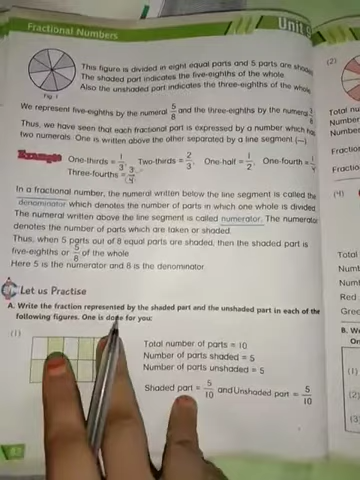 Fractional Numbers
Unit
This figure is divided in eight equal parts and 5 parts are shaded
The shaded part indicates the five-eighths of the whole.
Also the unshaded part indicates the three-eighths of the whole
Fig 1
We represent five-eighths by the numeral 5/8 and the three-eighths by the numeral
Thus, we have seen that each fractional part is expressed by a number which has
two numerals. One is written above the other separated by a line segment (—).
Example One-thirds = 1/3, Two-thirds = 2/3, One-half = 1/2, One-fourth = 1/4
Three-fourths = 3/4
In a fractional number, the numeral written below the line segment is called the
denominator which denotes the number of parts in which one whole is divided
The numeral written above the line segment is called numerator. The numerator
denotes the number of parts which are taken or shaded.
Thus, when 5 parts out of 8 equal parts are shaded, then the shaded part is
five-eighths or 5/8 of the whole
Here 5 is the numerator and 8 is the denominator.
Let us Practise
A. Write the fraction represented by the shaded part and the unshaded part in each of the
following figures. One is done for you:
(1)
Total number of parts = 10
Number of parts shaded = 5
Number of parts unshaded = 5
Shaded part = 5/10 and Unshaded part = 5/10
(2)
Total nu
Number
Number
Fractio
Fractio
(4)
Total
Numb
Num
Red
Gree
B. W
On
(1)
(2)
(3)